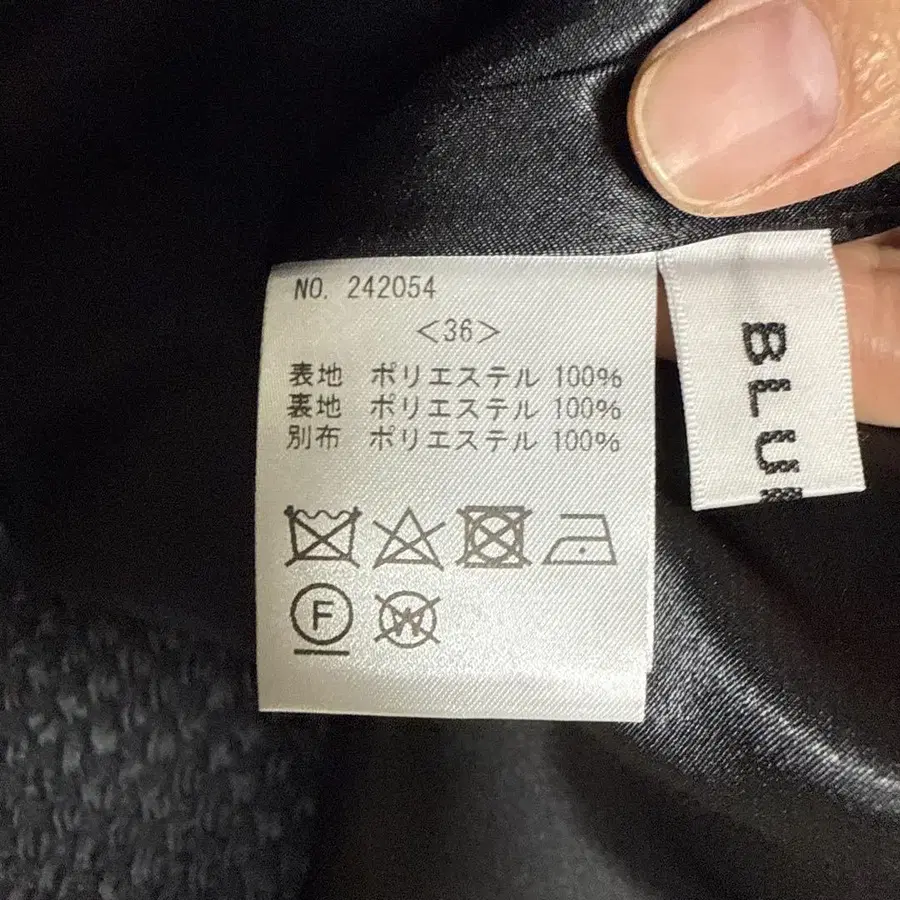 NO. 242054
<36>
表地 ポリエステル 100%
裏地 ポリエステル 100%
別布 ポリエステル 100%
F
W